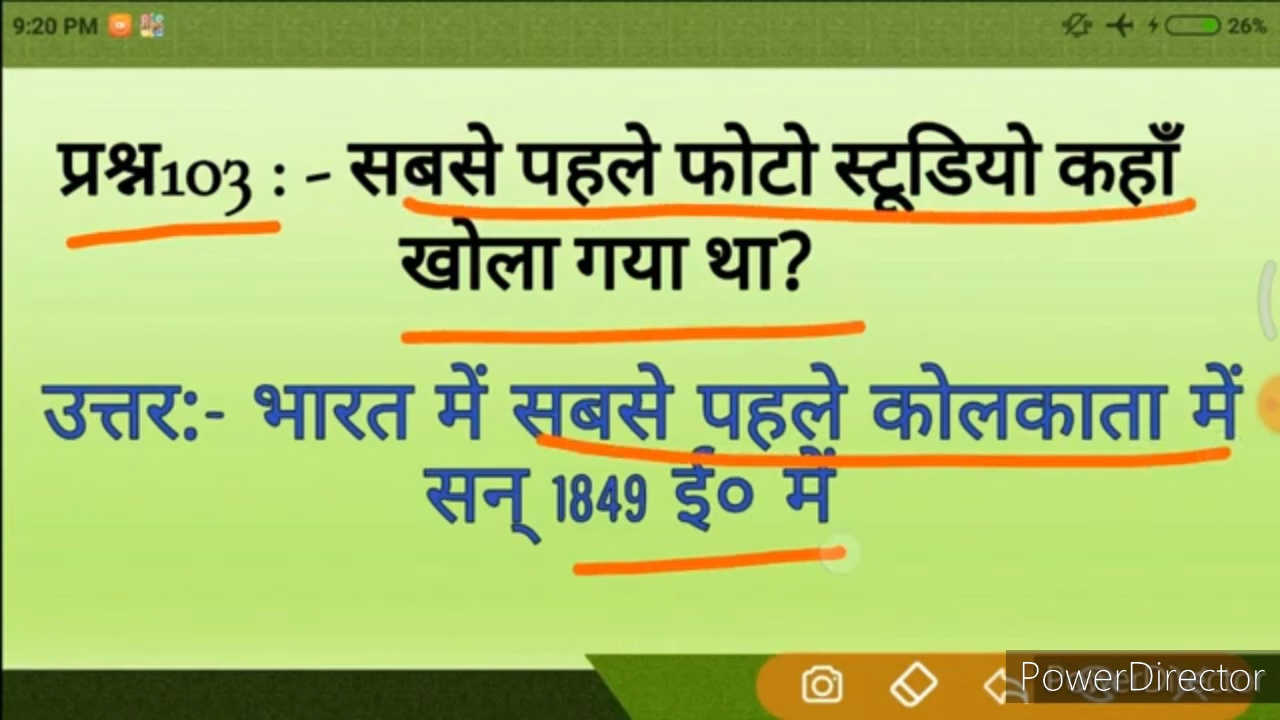 9:20 PM 26%
प्रश्न103 : - सबसे पहले फोटो स्टूडियो कहाँ
खोला गया था?
उत्तर:- भारत में सबसे पहले कोलकाता में
सन् 1849 ई० में
PowerDirector